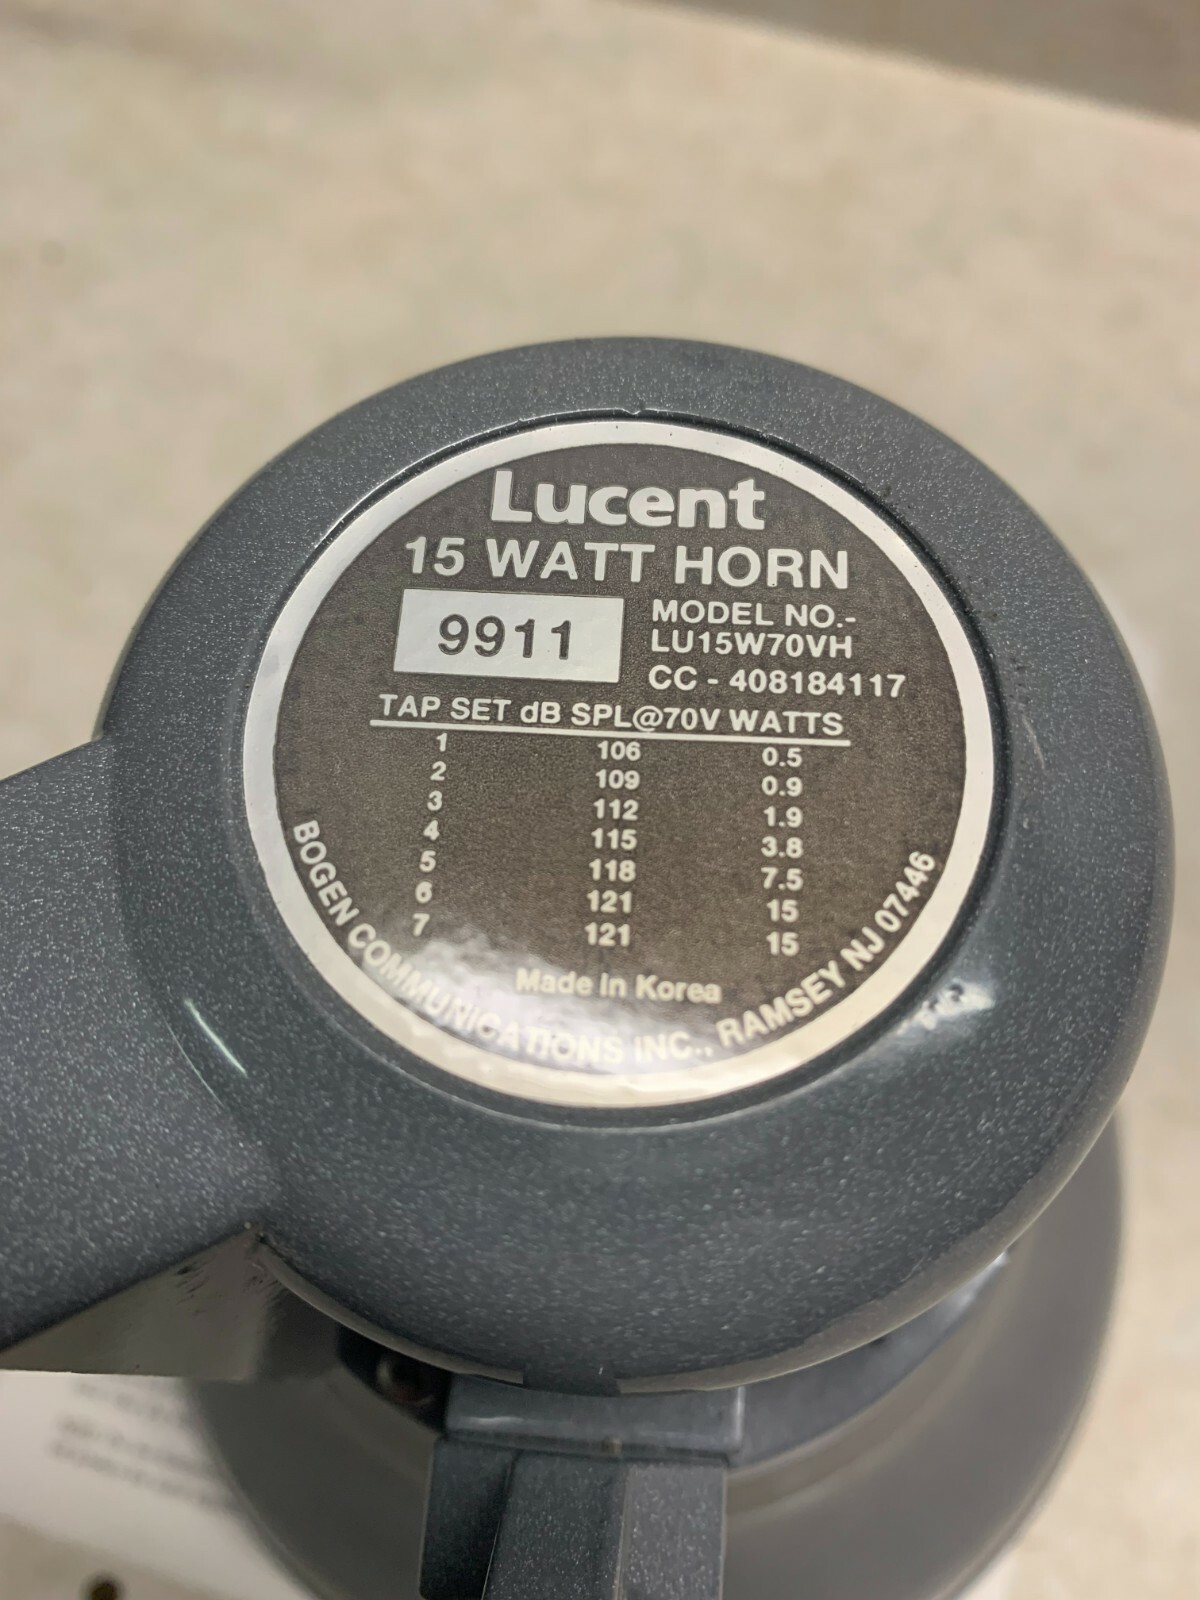 Lucent
15 WATT HORN
9911
MODEL NO.-
LU15W70VH
CC - 408184117
TAP SET dB SPL@70V WATTS
1 106 0.5
2 109 0.9
3 112 1.9
4 115 3.8
5 118 7.5
6 121 15
7 121 15
Made in Korea
BOGEN COMMUNICATIONS INC., RAMSEY NJ 07446